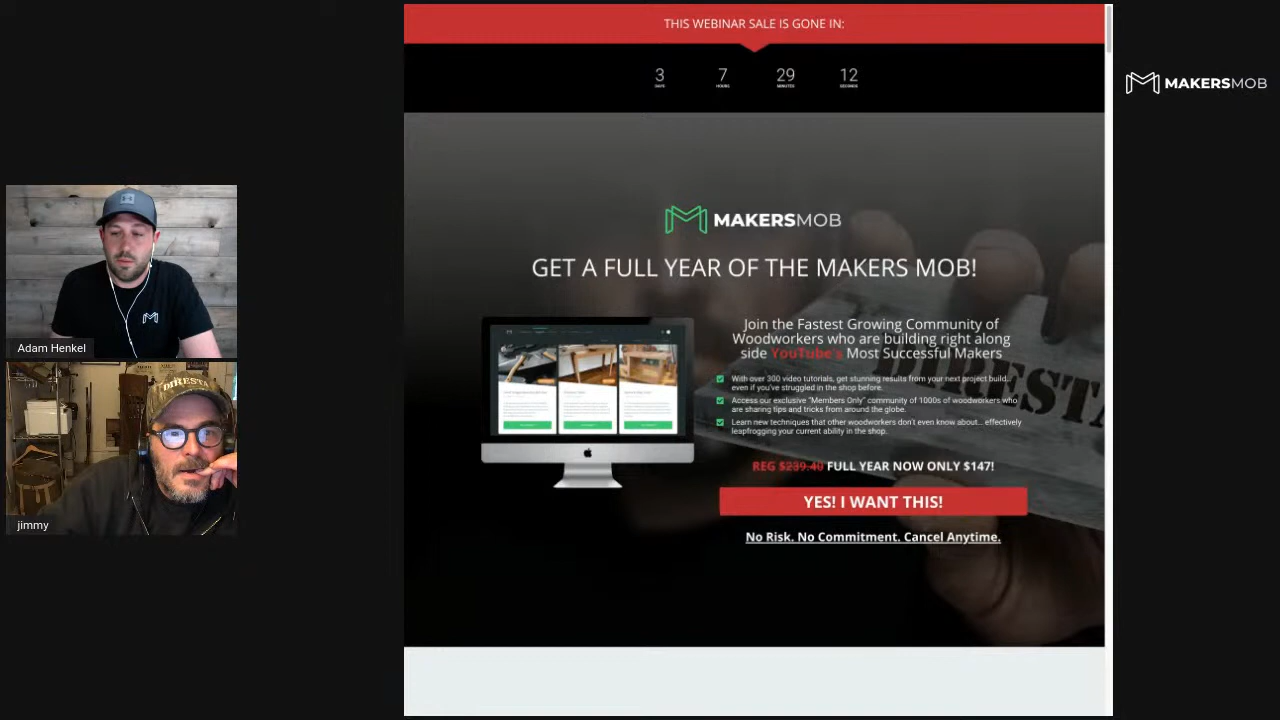 THIS WEBINAR SALE IS GONE IN:
3 7 29 12
DAYS HOURS MINUTES SECONDS
MAKERSMOB
MAKERSMOB
GET A FULL YEAR OF THE MAKERS MOB!
Join the Fastest Growing Community of
Woodworkers who are building right along
side YouTube's Most Successful Makers
With over 300 video tutorials, get stunning results from your next project build...
even if you've struggled in the shop before.
Access our exclusive "Members Only" community of 1000s of woodworkers who
are sharing tips and tricks from around the globe.
Learn new techniques that other woodworkers don't even know about... effectively
leapfrogging your current ability in the shop.
REG $239.40 FULL YEAR NOW ONLY $147!
YES! I WANT THIS!
No Risk. No Commitment. Cancel Anytime.
DIRESTA
Adam Henkel
DIRESTA
jimmy